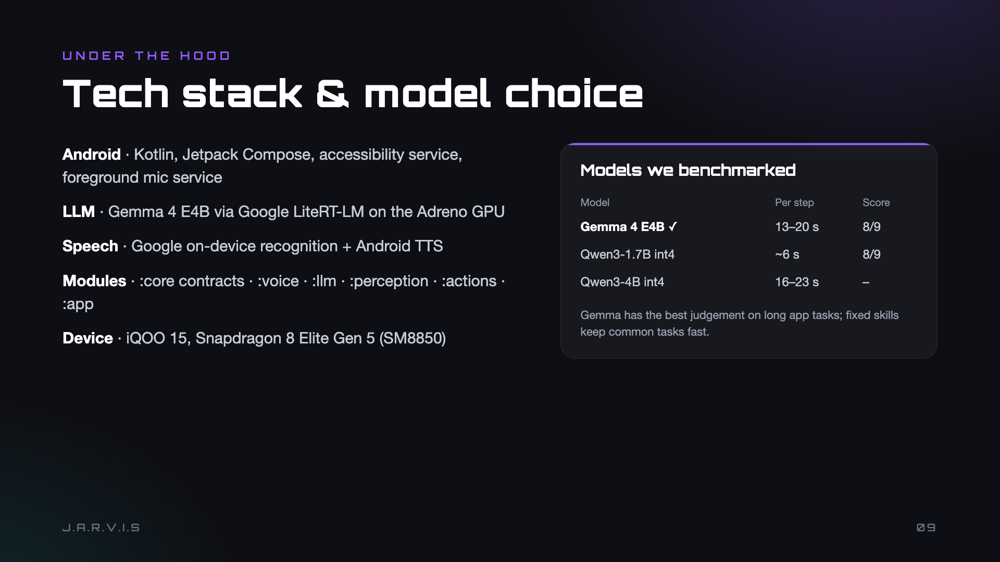 UNDER THE HOOD
Tech stack & model choice
Android · Kotlin, Jetpack Compose, accessibility service,
foreground mic service
LLM · Gemma 4 E4B via Google LiteRT-LM on the Adreno GPU
Speech · Google on-device recognition + Android TTS
Modules · :core contracts · :voice · :llm · :perception · :actions ·
:app
Device · iQOO 15, Snapdragon 8 Elite Gen 5 (SM8850)
Models we benchmarked
Model Per step Score
Gemma 4 E4B ✓ 13–20 s 8/9
Qwen3-1.7B int4 ~6 s 8/9
Qwen3-4B int4 16–23 s –
Gemma has the best judgement on long app tasks; fixed skills
keep common tasks fast.
J.A.R.V.I.S
09